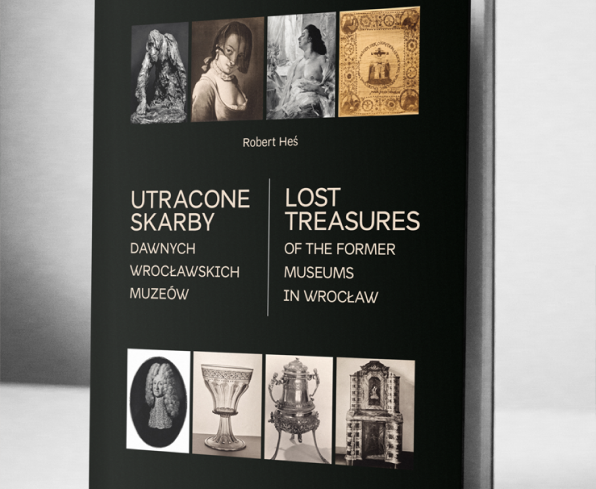 Robert Heś
UTRACONE
SKARBY
DAWNYCH
WROCŁAWSKICH
MUZEÓW
LOST
TREASURES
OF THE FORMER
MUSEUMS
IN WROCŁAW